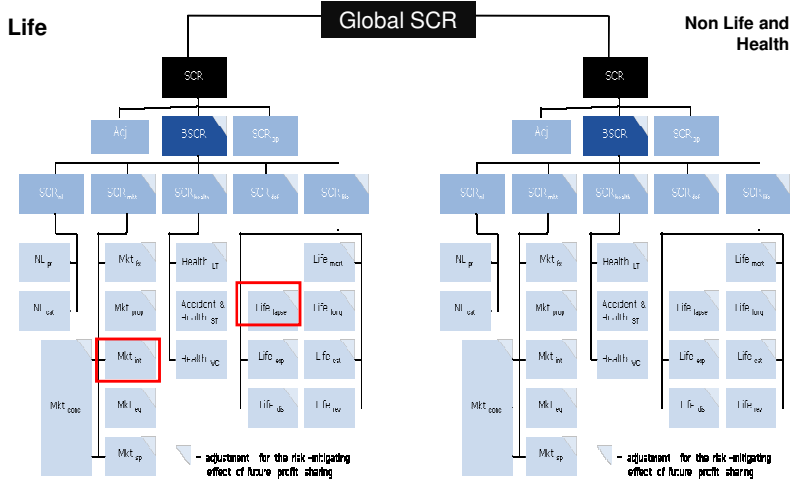 Life
Global SCR
Non Life and
Health
SCR
Adj
BSCR
SCR op
SCR nl
SCR mkt
SCR health
SCR def
SCR life
NL pr
Mkt fx
Health LT
Life mort
NL cat
Mkt prop
Accident &
Health ST
Life lapse
Life long
Mkt conc
Mkt int
Health WC
Life exp
Life cat
Mkt eq
Life dis
Life rev
Mkt sp
= adjustment for the risk-mitigating
effect of future profit sharing
SCR
Adj
BSCR
SCR op
SCR nl
SCR mkt
SCR health
SCR def
SCR life
NL pr
Mkt fx
Health LT
Life mort
NL cat
Mkt prop
Accident &
Health ST
Life lapse
Life long
Mkt conc
Mkt int
Health WC
Life exp
Life cat
Mkt eq
Life dis
Life rev
Mkt sp
= adjustment for the risk-mitigating
effect of future profit sharing